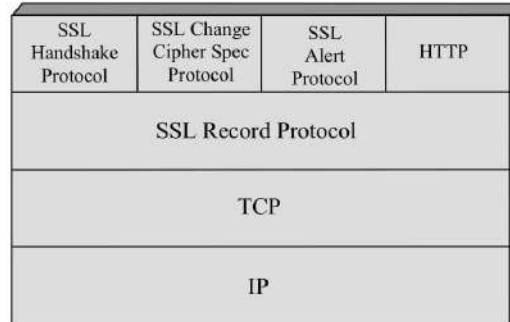 SSL
Handshake
Protocol
SSL Change
Cipher Spec
Protocol
SSL
Alert
Protocol
HTTP
SSL Record Protocol
TCP
IP